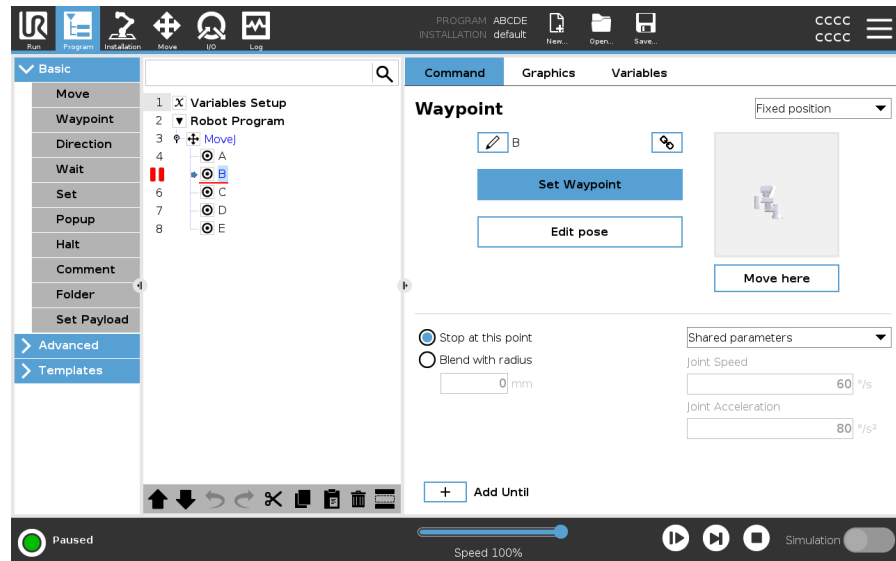 PROGRAM ABCDE
INSTALLATION default
CCCC
CCCC
UR
Run
Program
Installation
Move
I/O
Log
New...
Open...
Save...
Basic
Move
Waypoint
Direction
Wait
Set
Popup
Halt
Comment
Folder
Set Payload
Advanced
Templates
1 X Variables Setup
2 Robot Program
3 MoveJ
4 A
B
6 C
7 D
8 E
Command Graphics Variables
Waypoint
Fixed position
B
Set Waypoint
Edit pose
Move here
Stop at this point
Blend with radius
0 mm
Shared parameters
Joint Speed
60 °/s
Joint Acceleration
80 °/s²
+ Add Until
Paused
Speed 100%
Simulation